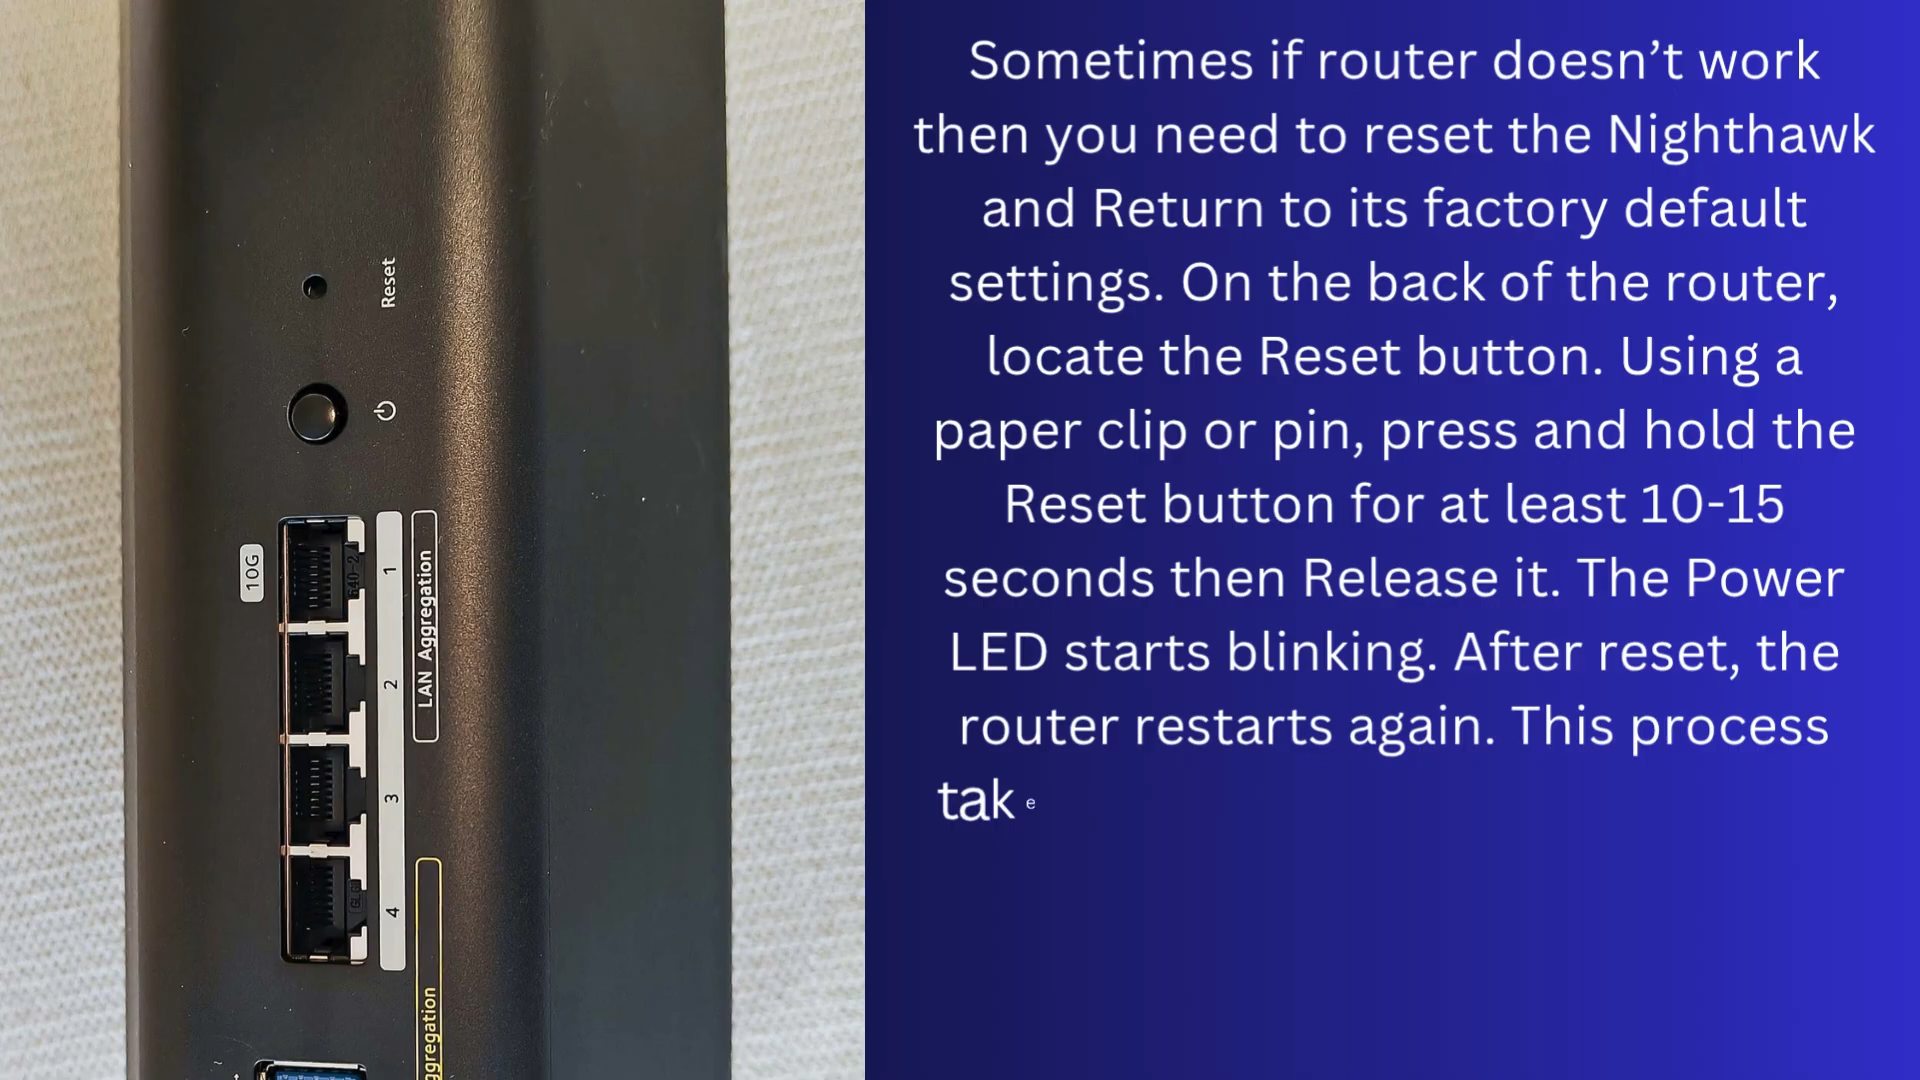 Reset
10G
1
2
3
4
LAN Aggregation
ggregation
Sometimes if router doesn’t work
then you need to reset the Nighthawk
and Return to its factory default
settings. On the back of the router,
locate the Reset button. Using a
paper clip or pin, press and hold the
Reset button for at least 10-15
seconds then Release it. The Power
LED starts blinking. After reset, the
router restarts again. This process
take